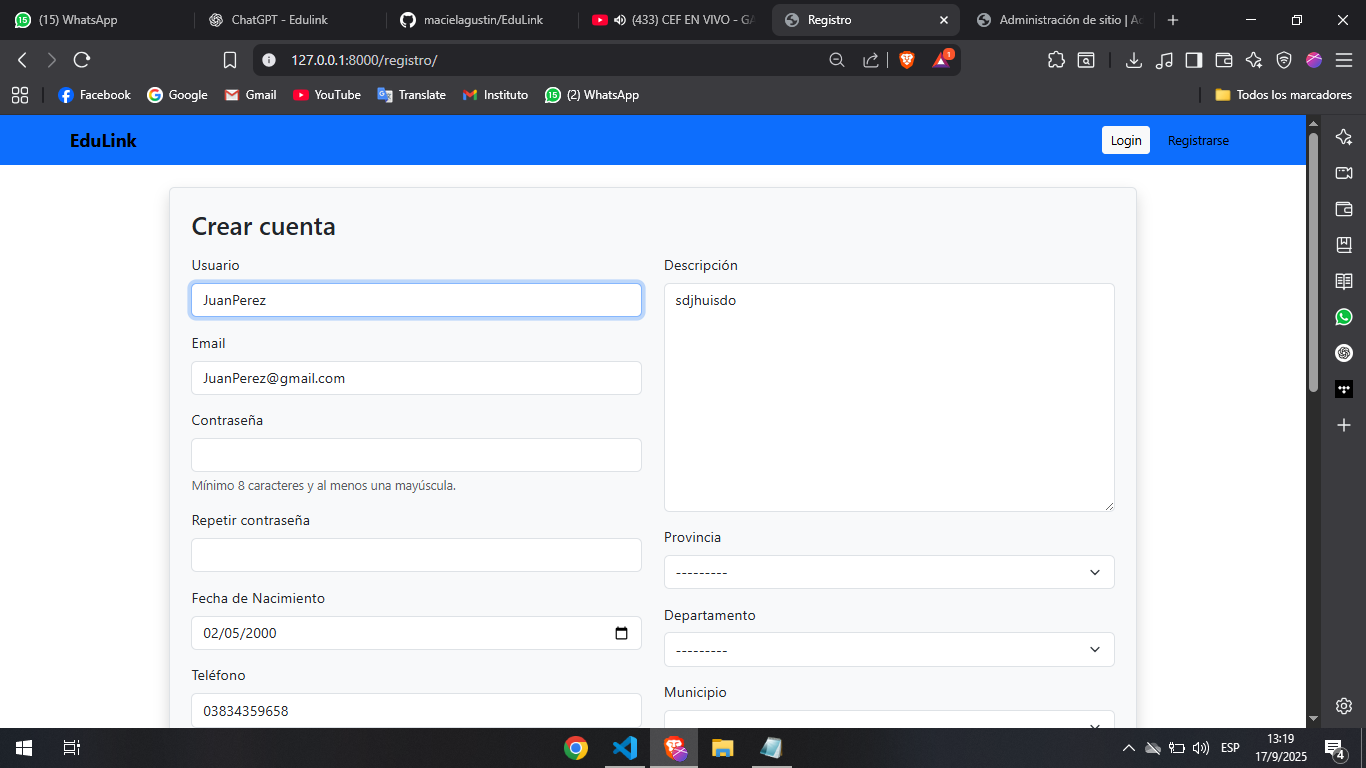 (15) WhatsApp
ChatGPT - Edulink
macielagustin/EduLink
(433) CEF EN VIVO - GA
Registro
Administración de sitio | Ac
127.0.0.1:8000/registro/
1
Facebook
Google
Gmail
YouTube
Translate
Instituto
(2) WhatsApp
Todos los marcadores
EduLink
Login
Registrarse
Crear cuenta
Usuario
JuanPerez
Email
JuanPerez@gmail.com
Contraseña
Mínimo 8 caracteres y al menos una mayúscula.
Repetir contraseña
Fecha de Nacimiento
02/05/2000
Teléfono
03834359658
Descripción
sdjhuisdo
Provincia
---------
Departamento
---------
Municipio
ESP
13:19
17/9/2025
4